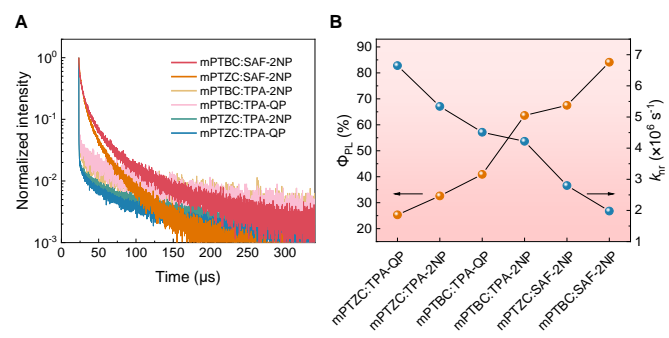 A
Normalized intensity
10⁰
10⁻¹
10⁻²
10⁻³
mPTBC:SAF-2NP
mPTZC:SAF-2NP
mPTBC:TPA-2NP
mPTBC:TPA-QP
mPTZC:TPA-2NP
mPTZC:TPA-QP
0 50 100 150 200 250 300
Time (µs)
B
Φ_PL (%)
90
80
70
60
50
40
30
20
7
6
5
4
3
2
1
k_nr (×10⁶ s⁻¹)
mPTZC:TPA-QP
mPTZC:TPA-2NP
mPTBC:TPA-QP
mPTBC:TPA-2NP
mPTZC:SAF-2NP
mPTBC:SAF-2NP